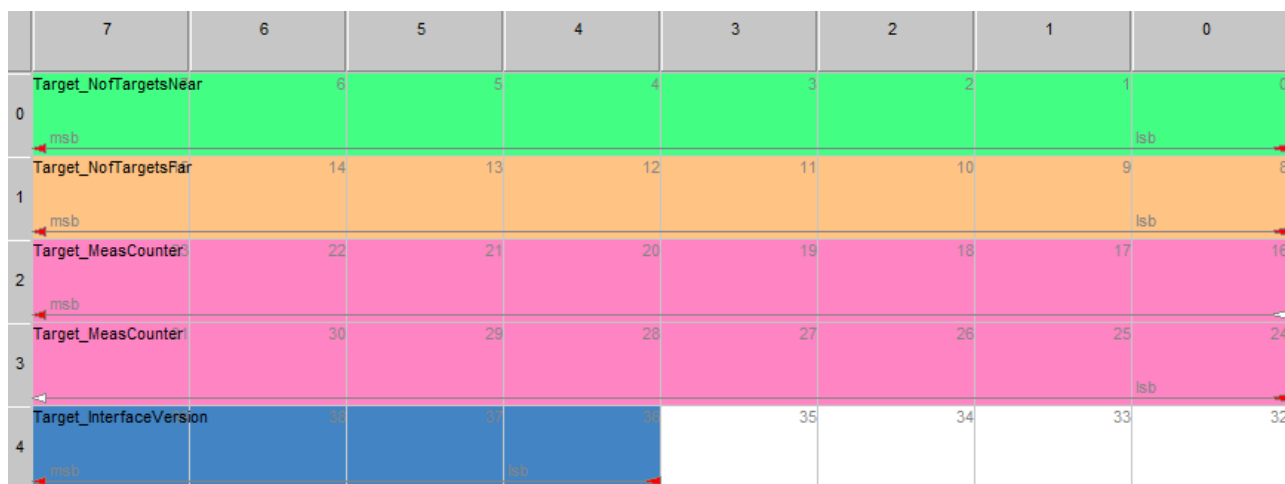 7 6 5 4 3 2 1 0
Target_NofTargetsNear 6 5 4 3 2 1 0
0
msb lsb
Target_NofTargetsFar 14 13 12 11 10 9 8
1
msb lsb
Target_MeasCounter 22 21 20 19 18 17 16
2
msb
Target_MeasCounter 30 29 28 27 26 25 24
3
lsb
Target_InterfaceVersion 38 37 36 35 34 33 32
4
msb lsb